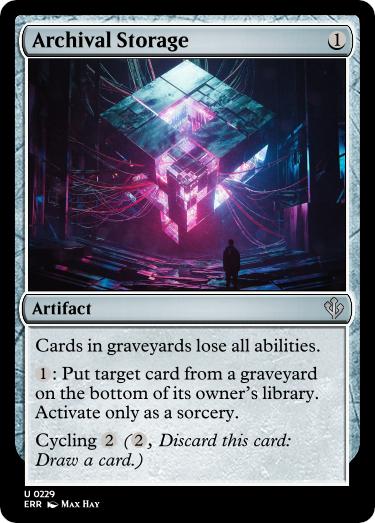 Archival Storage 1
Artifact
Cards in graveyards lose all abilities.
1: Put target card from a graveyard
on the bottom of its owner's library.
Activate only as a sorcery.
Cycling 2 (2, Discard this card:
Draw a card.)
U 0229
ERR Max Hay